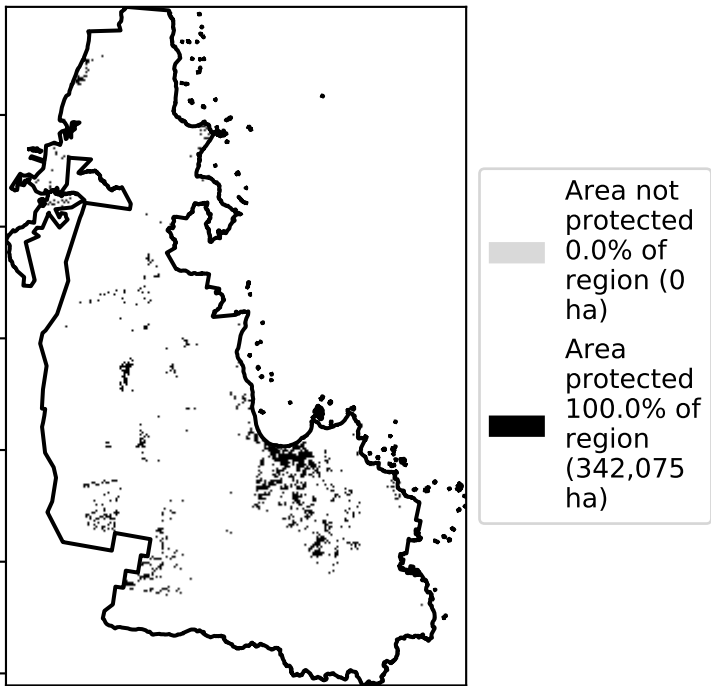 Area not
protected
0.0% of
region (0
ha)
Area
protected
100.0% of
region
(342,075
ha)